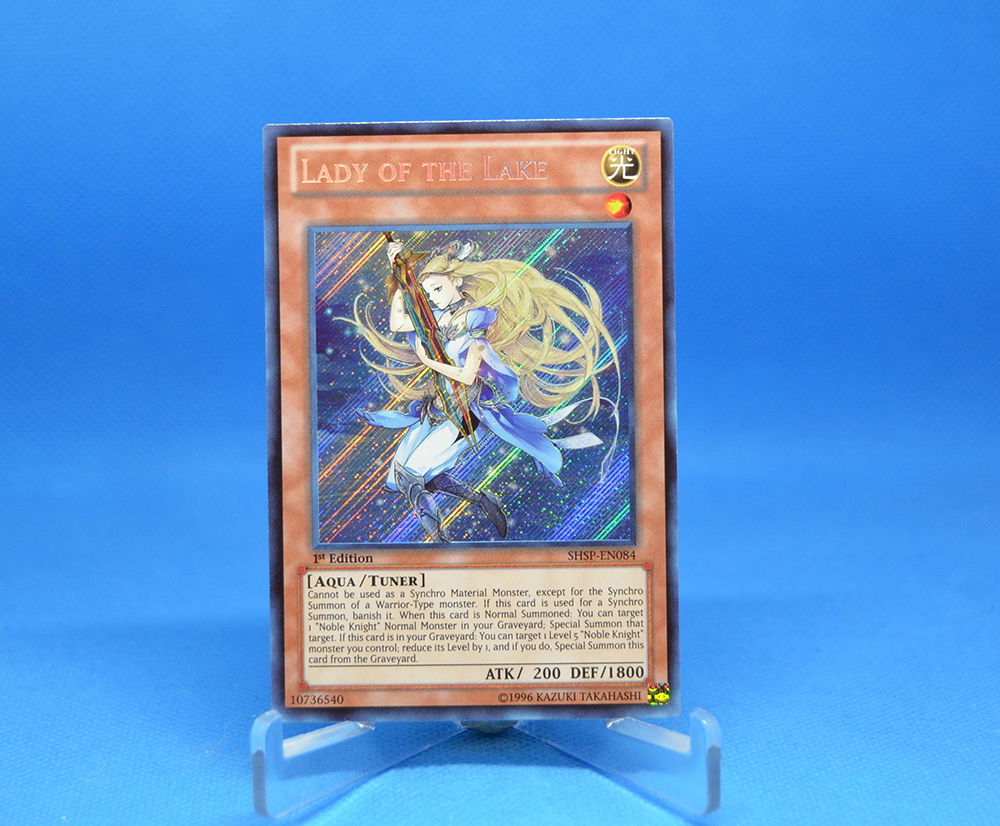 Lady of the Lake
LIGHT
光
1st Edition
SHSP-EN084
[Aqua/Tuner]
Cannot be used as a Synchro Material Monster, except for the Synchro
Summon of a Warrior-Type monster. If this card is used for a Synchro
Summon, banish it. When this card is Normal Summoned: You can target
1 "Noble Knight" Normal Monster in your Graveyard; Special Summon that
target. If this card is in your Graveyard: You can target 1 Level 5 "Noble Knight"
monster you control; reduce its Level by 1, and if you do, Special Summon this
card from the Graveyard.
ATK/ 200 DEF/1800
10736540
©1996 KAZUKI TAKAHASHI